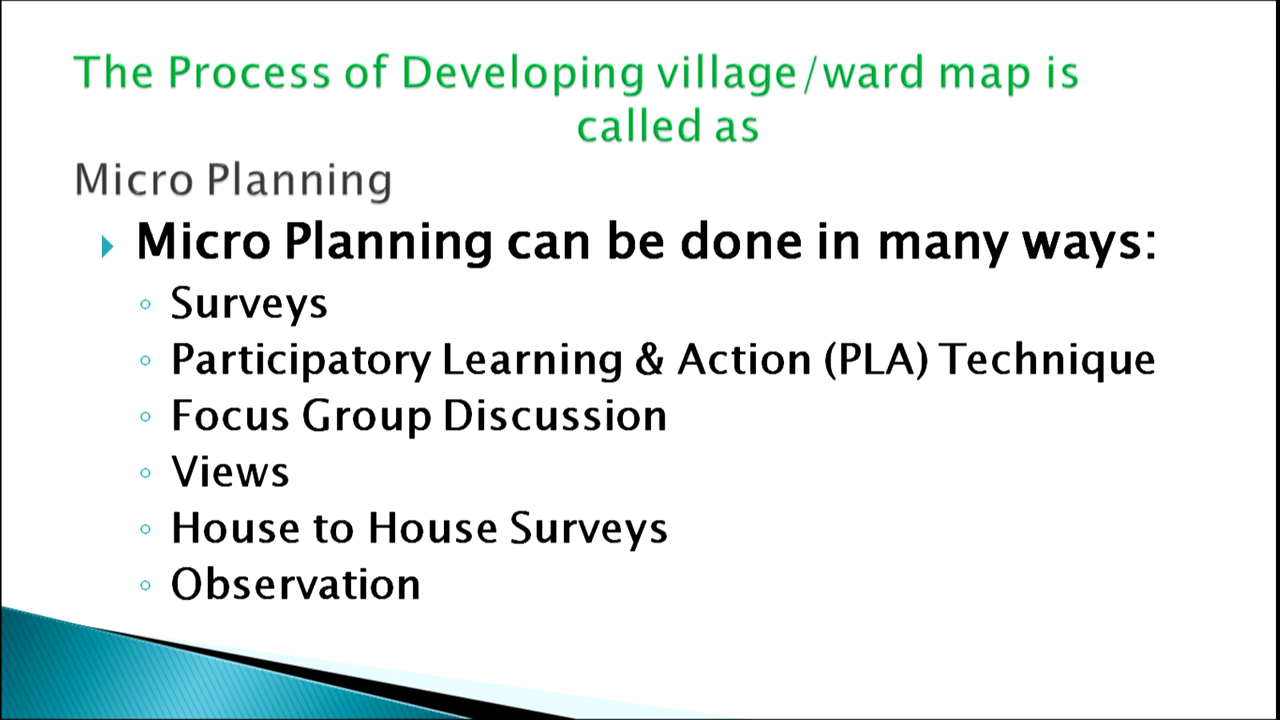 The Process of Developing village/ward map is
called as
Micro Planning
Micro Planning can be done in many ways:
Surveys
Participatory Learning & Action (PLA) Technique
Focus Group Discussion
Views
House to House Surveys
Observation